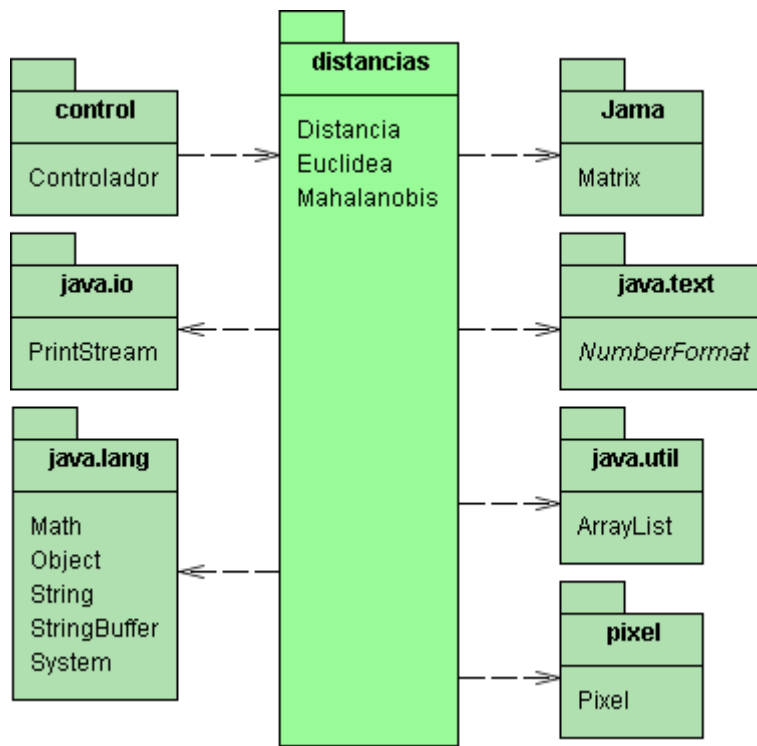 control
Controlador
java.io
PrintStream
java.lang
Math
Object
String
StringBuffer
System
distancias
Distancia
Euclidea
Mahalanobis
Jama
Matrix
java.text
NumberFormat
java.util
ArrayList
pixel
Pixel